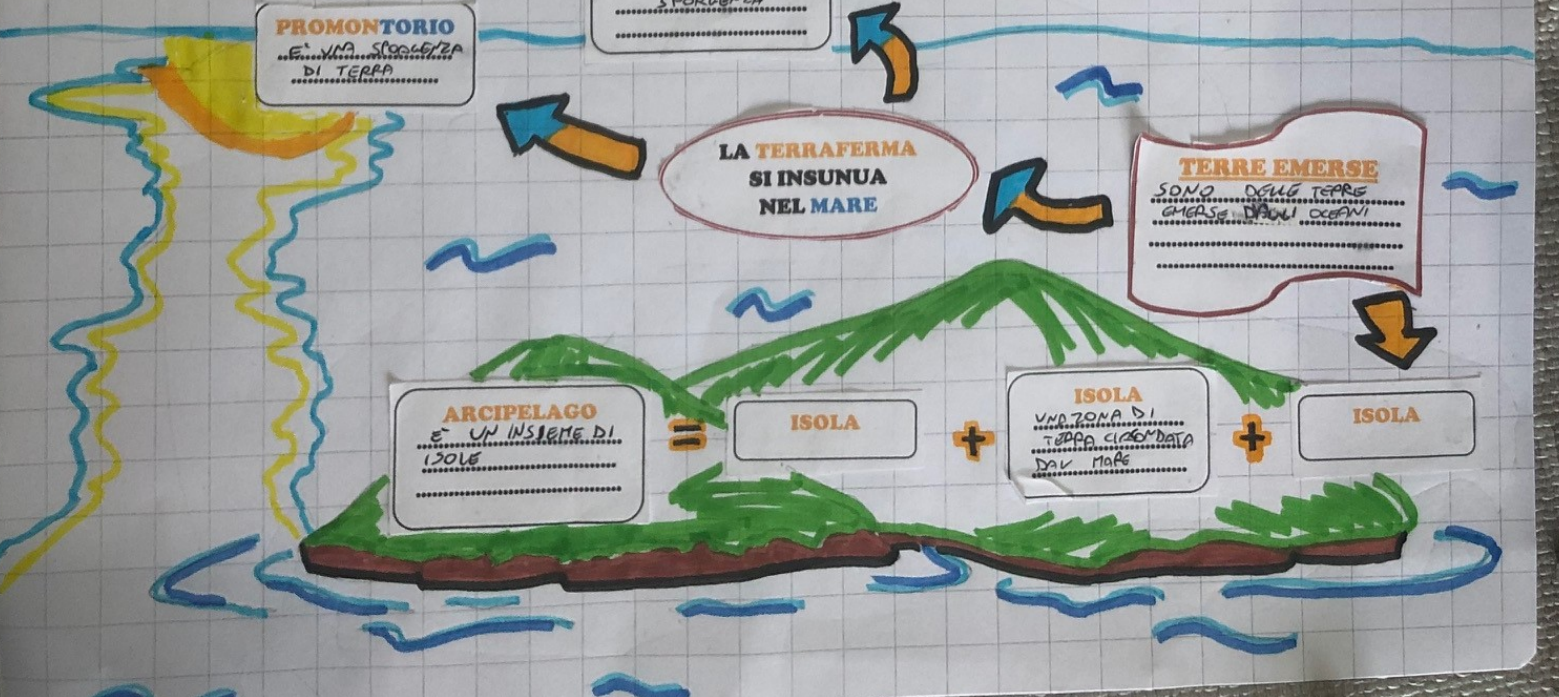 SPORGENZA
PROMONTORIO
E' UNA SPORGENZA
DI TERRA
LA TERRAFERMA
SI INSUNUA
NEL MARE
TERRE EMERSE
SONO DELLE TERRE
EMERSE DAGLI OCEANI
ARCIPELAGO
E' UN INSIEME DI
ISOLE
=
ISOLA
+
ISOLA
UNA ZONA DI
TERRA CIRCONDATA
DAL MARE
+
ISOLA